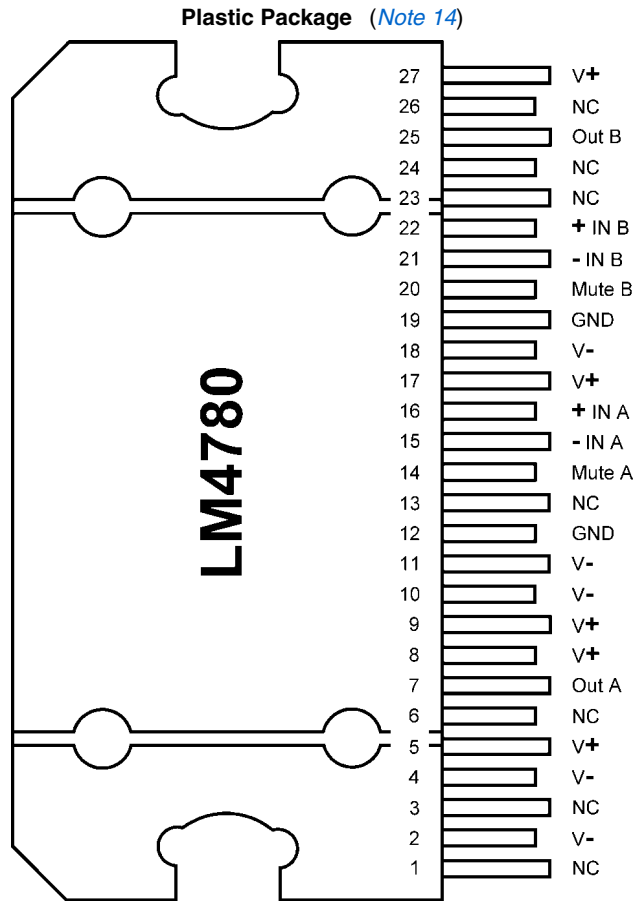 Plastic Package (Note 14)
LM4780
27 V+
26 NC
25 Out B
24 NC
23 NC
22 + IN B
21 - IN B
20 Mute B
19 GND
18 V-
17 V+
16 + IN A
15 - IN A
14 Mute A
13 NC
12 GND
11 V-
10 V-
9 V+
8 V+
7 Out A
6 NC
5 V+
4 V-
3 NC
2 V-
1 NC